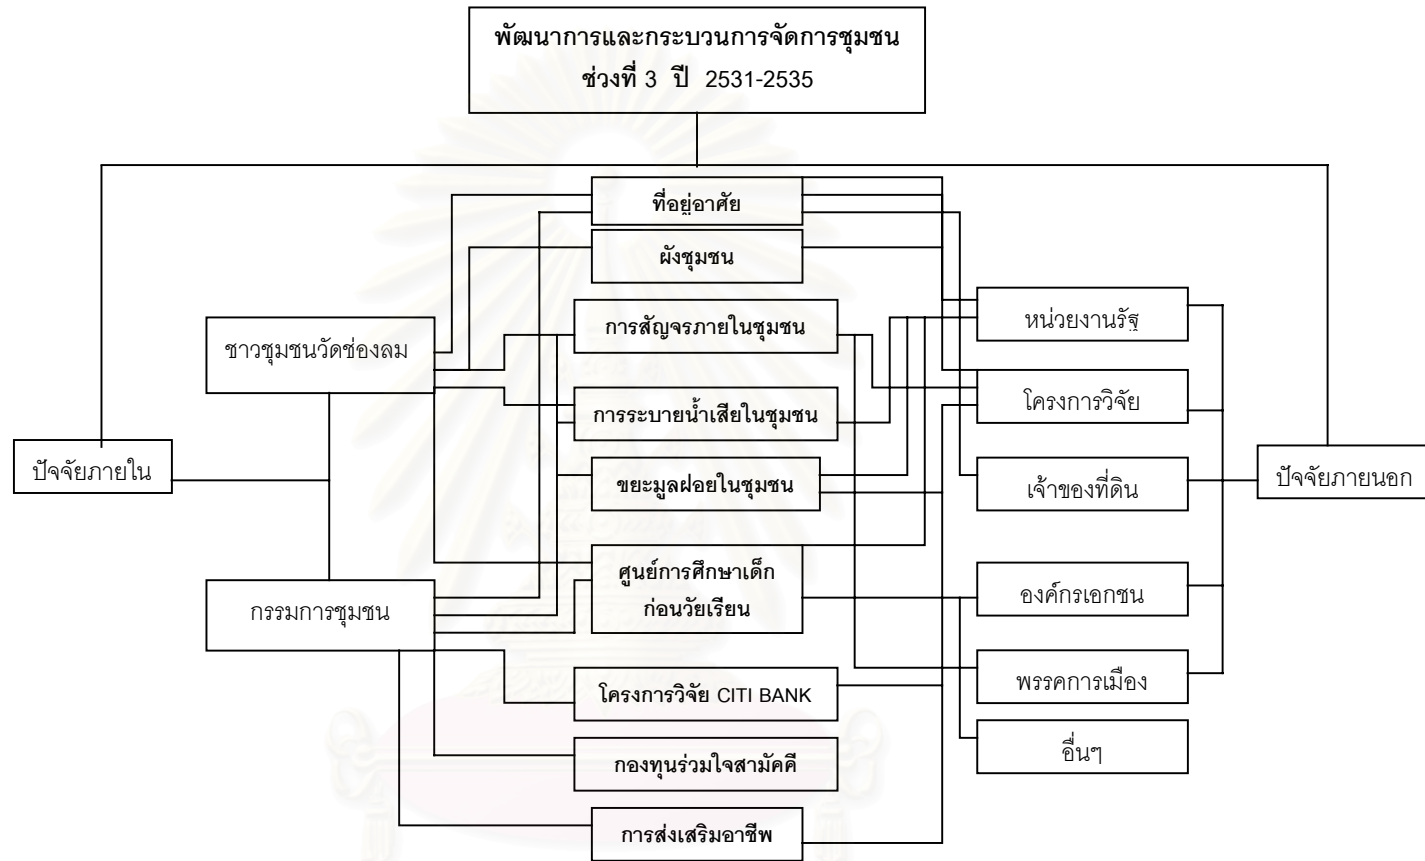 พัฒนาการและกระบวนการจัดการชุมชน
ช่วงที่ 3 ปี 2531-2535
ที่อยู่อาศัย
ผังชุมชน
การสัญจรภายในชุมชน
การระบายน้ำเสียในชุมชน
ขยะมูลฝอยในชุมชน
ศูนย์การศึกษาเด็ก
ก่อนวัยเรียน
โครงการวิจัย CITI BANK
กองทุนร่วมใจสามัคคี
การส่งเสริมอาชีพ
ชาวชุมชนวัดช่องลม
ปัจจัยภายใน
กรรมการชุมชน
หน่วยงานรัฐ
โครงการวิจัย
เจ้าของที่ดิน
องค์กรเอกชน
พรรคการเมือง
อื่นๆ
ปัจจัยภายนอก